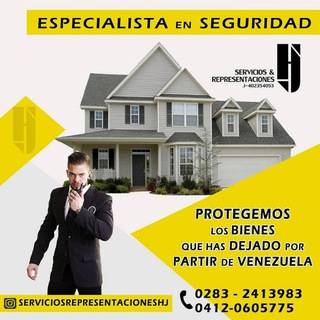 ESPECIALISTA EN SEGURIDAD
SERVICIOS &
REPRESENTACIONES
J-402354053
PROTEGEMOS
LOS BIENES
QUE HAS DEJADO POR
PARTIR DE VENEZUELA
SERVICIOSREPRESENTACIONESHJ
0283 - 2413983
0412-0605775